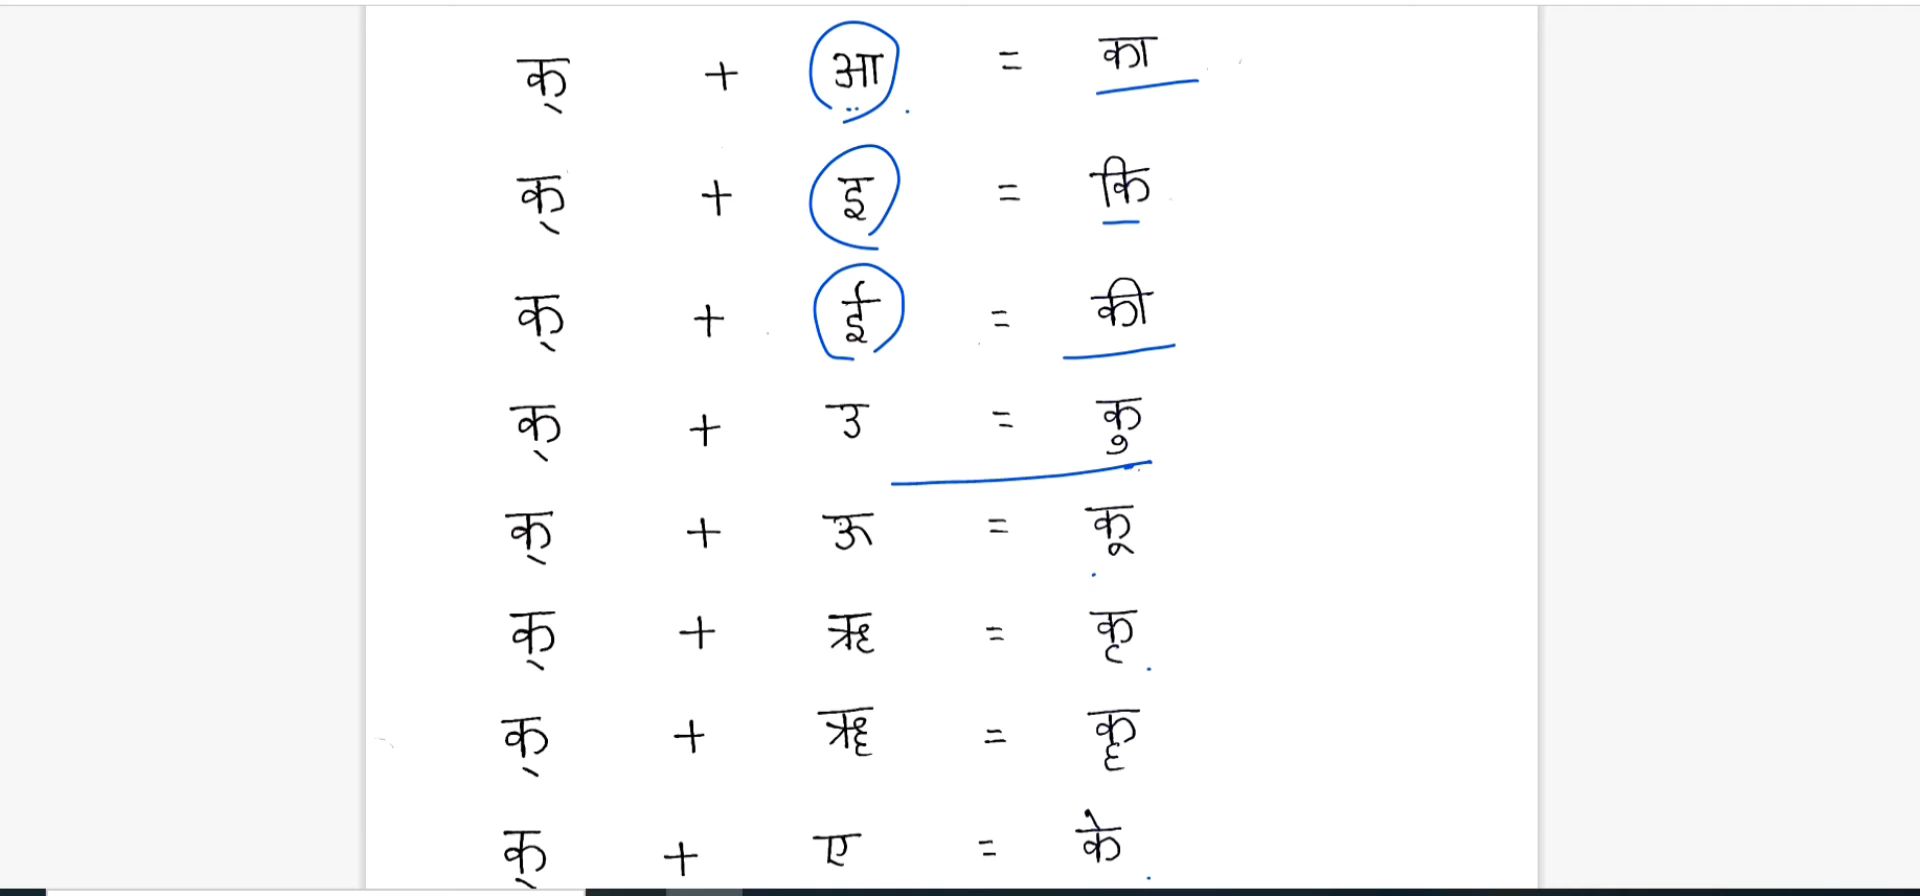 क् + आ = का
क् + इ = कि
क् + ई = की
क् + उ = कु
क् + ऊ = कू
क् + ऋ = कृ
क् + ॠ = कॄ
क् + ए = के